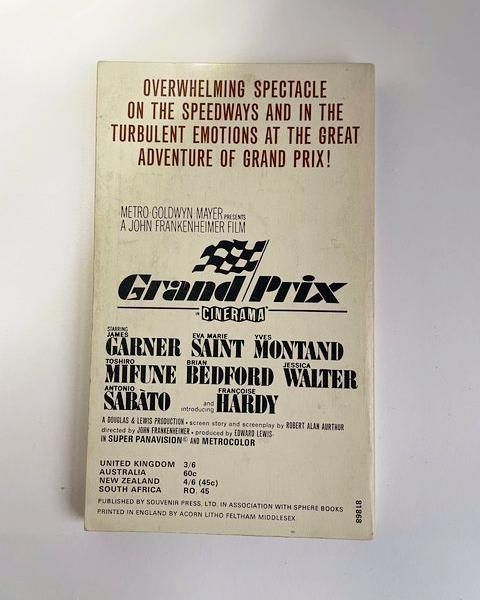 OVERWHELMING SPECTACLE
ON THE SPEEDWAYS AND IN THE
TURBULENT EMOTIONS AT THE GREAT
ADVENTURE OF GRAND PRIX!
METRO-GOLDWYN-MAYER PRESENTS
A JOHN FRANKENHEIMER FILM
Grand Prix
IN CINERAMA
STARRING
JAMES GARNER EVA MARIE SAINT YVES MONTAND
TOSHIRO MIFUNE BRIAN BEDFORD JESSICA WALTER
ANTONIO SABÀTO and introducing FRANÇOISE HARDY
A DOUGLAS & LEWIS PRODUCTION • screen story and screenplay by ROBERT ALAN AURTHUR
directed by JOHN FRANKENHEIMER • produced by EDWARD LEWIS
IN SUPER PANAVISION® AND METROCOLOR
UNITED KINGDOM 3/6
AUSTRALIA 60c
NEW ZEALAND 4/6 (45c)
SOUTH AFRICA RO. 45
PUBLISHED BY SOUVENIR PRESS, LTD. IN ASSOCIATION WITH SPHERE BOOKS
PRINTED IN ENGLAND BY ACORN LITHO FELTHAM MIDDLESEX
81868